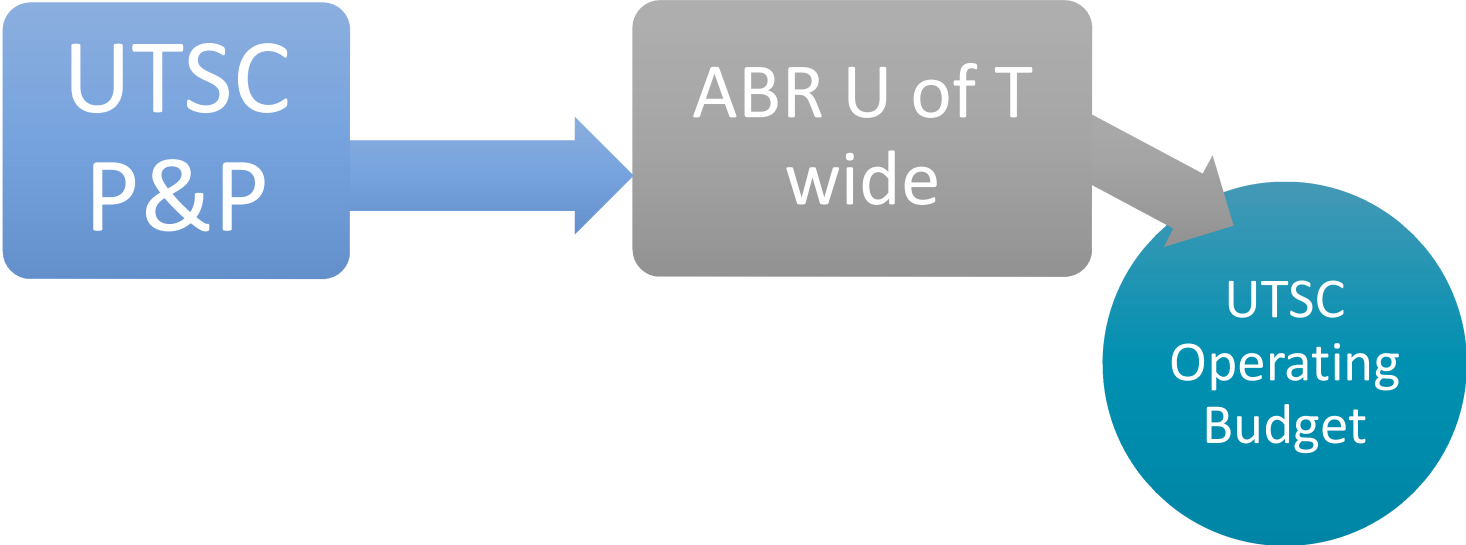 UTSC
P&P
ABR U of T
wide
UTSC
Operating
Budget